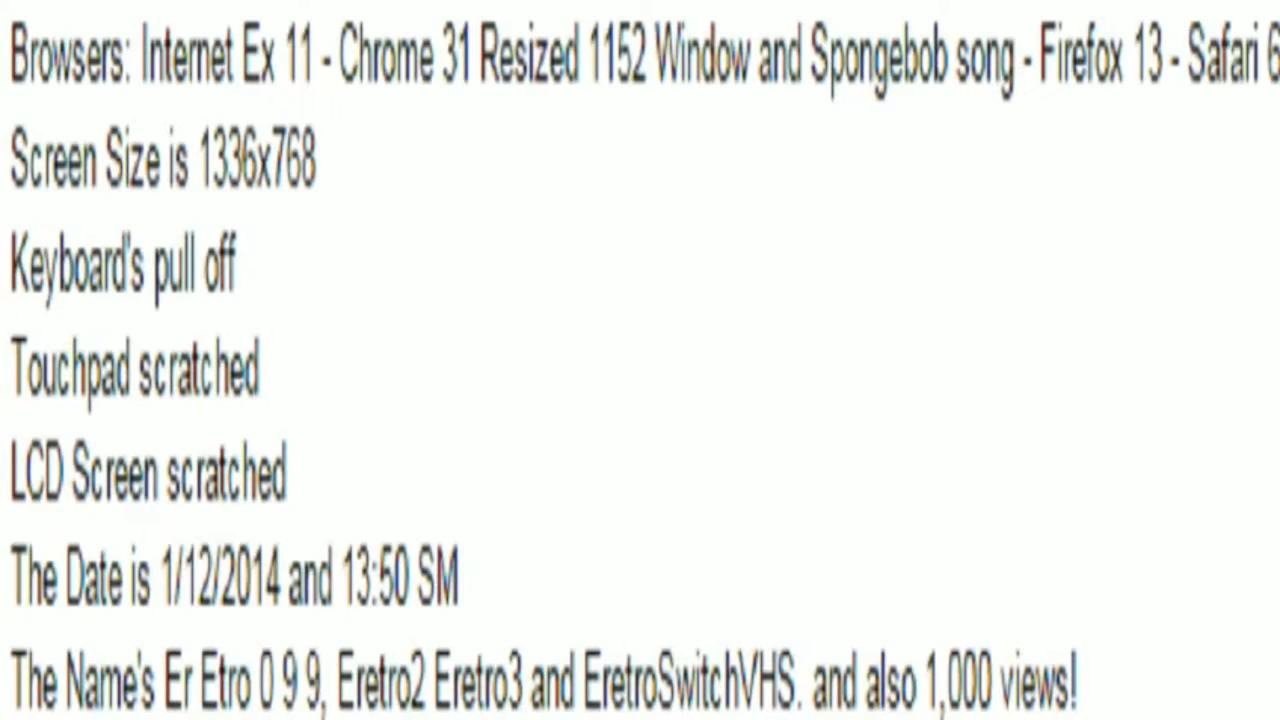 Browsers: Internet Ex 11 - Chrome 31 Resized 1152 Window and Spongebob song - Firefox 13 - Safari 6
Screen Size is 1336x768
Keyboard's pull off
Touchpad scratched
LCD Screen scratched
The Date is 1/12/2014 and 13:50 SM
The Name's Er Etro 0 9 9, Eretro2 Eretro3 and EretroSwitchVHS. and also 1,000 views!